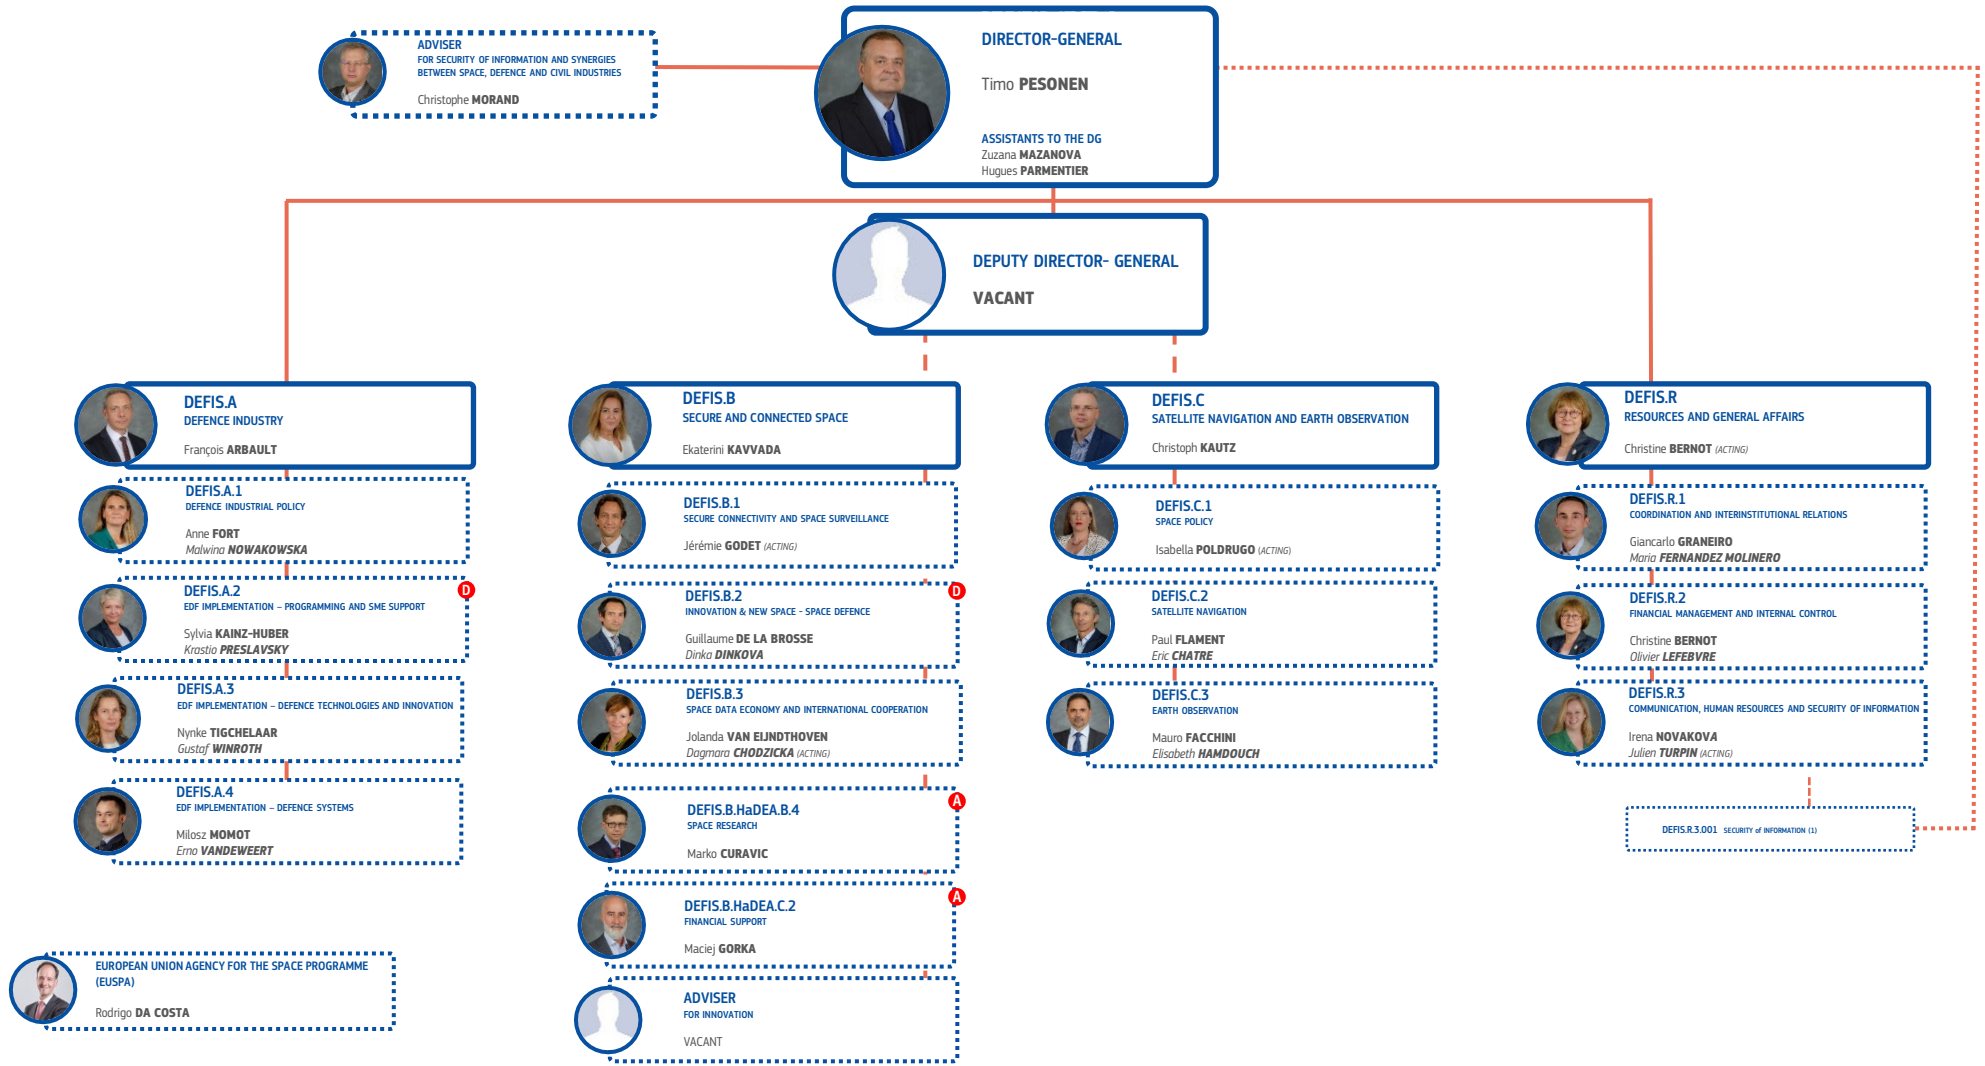 ADVISER
FOR SECURITY OF INFORMATION AND SYNERGIES
BETWEEN SPACE, DEFENCE AND CIVIL INDUSTRIES
Christophe MORAND
DIRECTOR-GENERAL
Timo PESONEN
ASSISTANTS TO THE DG
Zuzana MAZANOVA
Hugues PARMENTIER
DEPUTY DIRECTOR- GENERAL
VACANT
DEFIS.A
DEFENCE INDUSTRY
François ARBAULT
DEFIS.A.1
DEFENCE INDUSTRIAL POLICY
Anne FORT
Malwina NOWAKOWSKA
DEFIS.A.2
D
EDF IMPLEMENTATION – PROGRAMMING AND SME SUPPORT
Sylvia KAINZ-HUBER
Krastio PRESLAVSKY
DEFIS.A.3
EDF IMPLEMENTATION – DEFENCE TECHNOLOGIES AND INNOVATION
Nynke TIGCHELAAR
Gustaf WINROTH
DEFIS.A.4
EDF IMPLEMENTATION – DEFENCE SYSTEMS
Milosz MOMOT
Erno VANDEWEERT
EUROPEAN UNION AGENCY FOR THE SPACE PROGRAMME
(EUSPA)
Rodrigo DA COSTA
DEFIS.B
SECURE AND CONNECTED SPACE
Ekaterini KAVVADA
DEFIS.B.1
SECURE CONNECTIVITY AND SPACE SURVEILLANCE
Jérémie GODET (ACTING)
DEFIS.B.2
D
INNOVATION & NEW SPACE - SPACE DEFENCE
Guillaume DE LA BROSSE
Dinka DINKOVA
DEFIS.B.3
SPACE DATA ECONOMY AND INTERNATIONAL COOPERATION
Jolanda VAN EIJNDTHOVEN
Dagmara CHODZICKA (ACTING)
DEFIS.B.HaDEA.B.4
A
SPACE RESEARCH
Marko CURAVIC
DEFIS.B.HaDEA.C.2
A
FINANCIAL SUPPORT
Maciej GORKA
ADVISER
FOR INNOVATION
VACANT
DEFIS.C
SATELLITE NAVIGATION AND EARTH OBSERVATION
Christoph KAUTZ
DEFIS.C.1
SPACE POLICY
Isabella POLDRUGO (ACTING)
DEFIS.C.2
SATELLITE NAVIGATION
Paul FLAMENT
Eric CHATRE
DEFIS.C.3
EARTH OBSERVATION
Mauro FACCHINI
Elisabeth HAMDOUCH
DEFIS.R
RESOURCES AND GENERAL AFFAIRS
Christine BERNOT (ACTING)
DEFIS.R.1
COORDINATION AND INTERINSTITUTIONAL RELATIONS
Giancarlo GRANEIRO
Maria FERNANDEZ MOLINERO
DEFIS.R.2
FINANCIAL MANAGEMENT AND INTERNAL CONTROL
Christine BERNOT
Olivier LEFEBVRE
DEFIS.R.3
COMMUNICATION, HUMAN RESOURCES AND SECURITY OF INFORMATION
Irena NOVAKOVA
Julien TURPIN (ACTING)
DEFIS.R.3.001 SECURITY of INFORMATION (1)